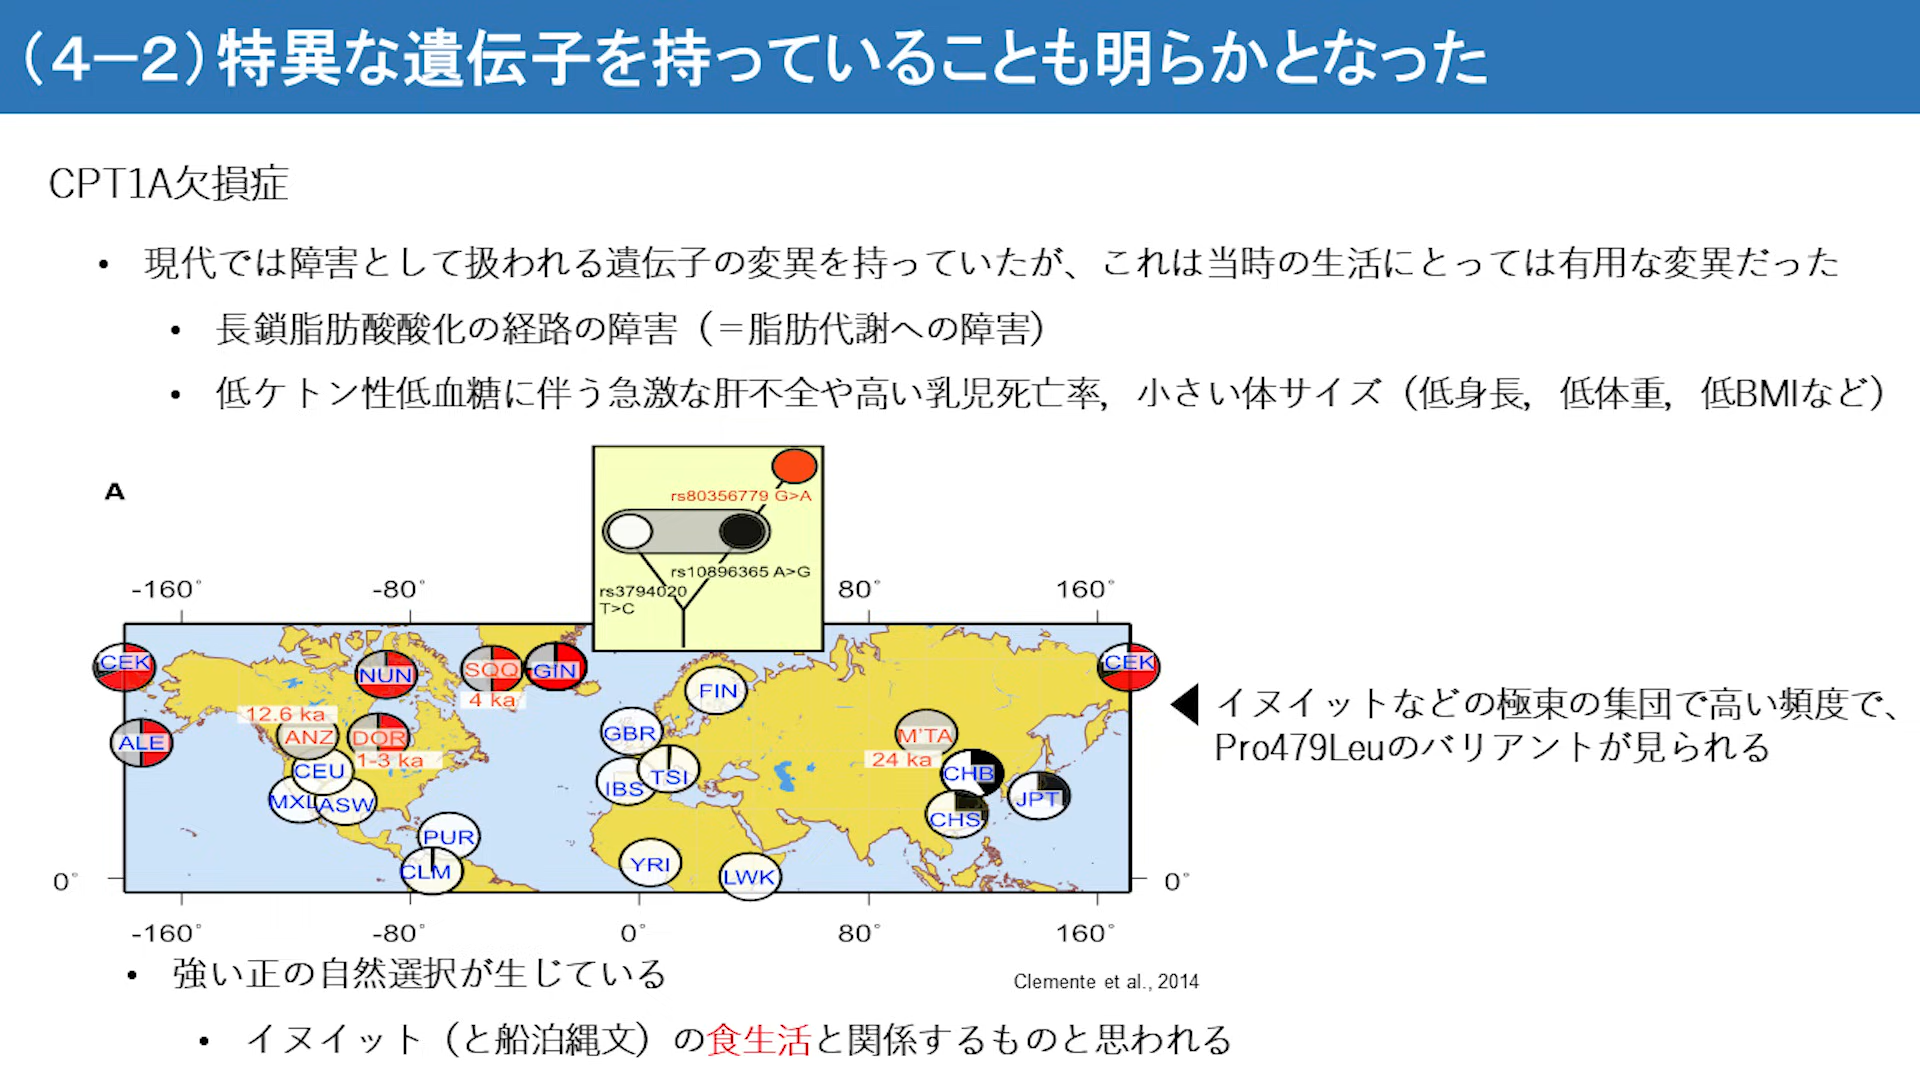 （４－２）特異な遺伝子を持っていることも明らかとなった
CPT1A欠損症
• 現代では障害として扱われる遺伝子の変異を持っていたが、これは当時の生活にとっては有用な変異だった
• 長鎖脂肪酸酸化の経路の障害（＝脂肪代謝への障害）
• 低ケトン性低血糖に伴う急激な肝不全や高い乳児死亡率，小さい体サイズ（低身長，低体重，低BMIなど）
A
rs80356779 G>A
rs10896365 A>G
rs3794020
T>C
-160° -80° 80° 160°
CEK NUN SQQ GIN FIN CEK
4 ka
12.6 ka
ALE ANZ DOR GBR M'TA
1-3 ka 24 ka
CEU TSI CHB
MXL ASW IBS JPT
CHS
PUR
CLM YRI LWK
0° 0°
-160° -80° 0° 80° 160°
◀ イヌイットなどの極東の集団で高い頻度で、
Pro479Leuのバリアントが見られる
• 強い正の自然選択が生じている
Clemente et al., 2014
• イヌイット（と船泊縄文）の食生活と関係するものと思われる